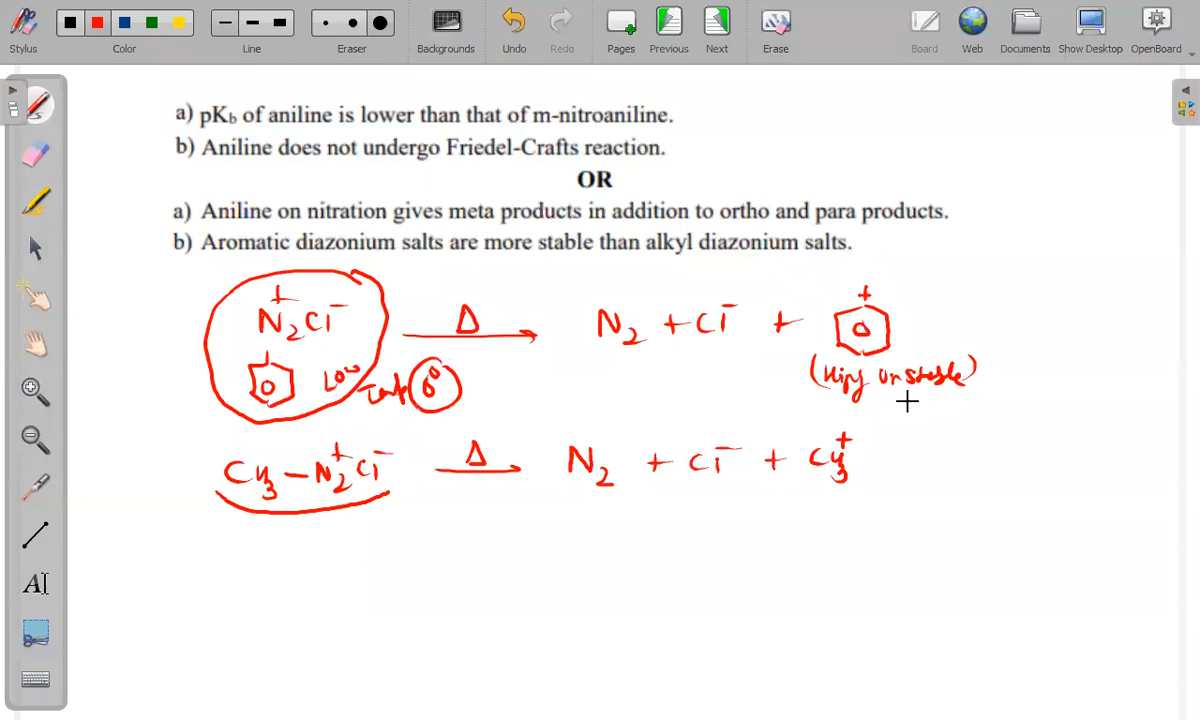 Stylus Color Line Eraser Backgrounds Undo Redo Pages Previous Next Erase Board Web Documents Show Desktop OpenBoard
a) pK_b of aniline is lower than that of m-nitroaniline.
b) Aniline does not undergo Friedel-Crafts reaction.
OR
a) Aniline on nitration gives meta products in addition to ortho and para products.
b) Aromatic diazonium salts are more stable than alkyl diazonium salts.
N₂⁺Cl⁻ Δ N₂ + Cl⁻ + +
Low 0° (unstable)
CH₃ – N₂⁺Cl⁻ Δ N₂ + Cl⁻ + CH₃⁺
AI